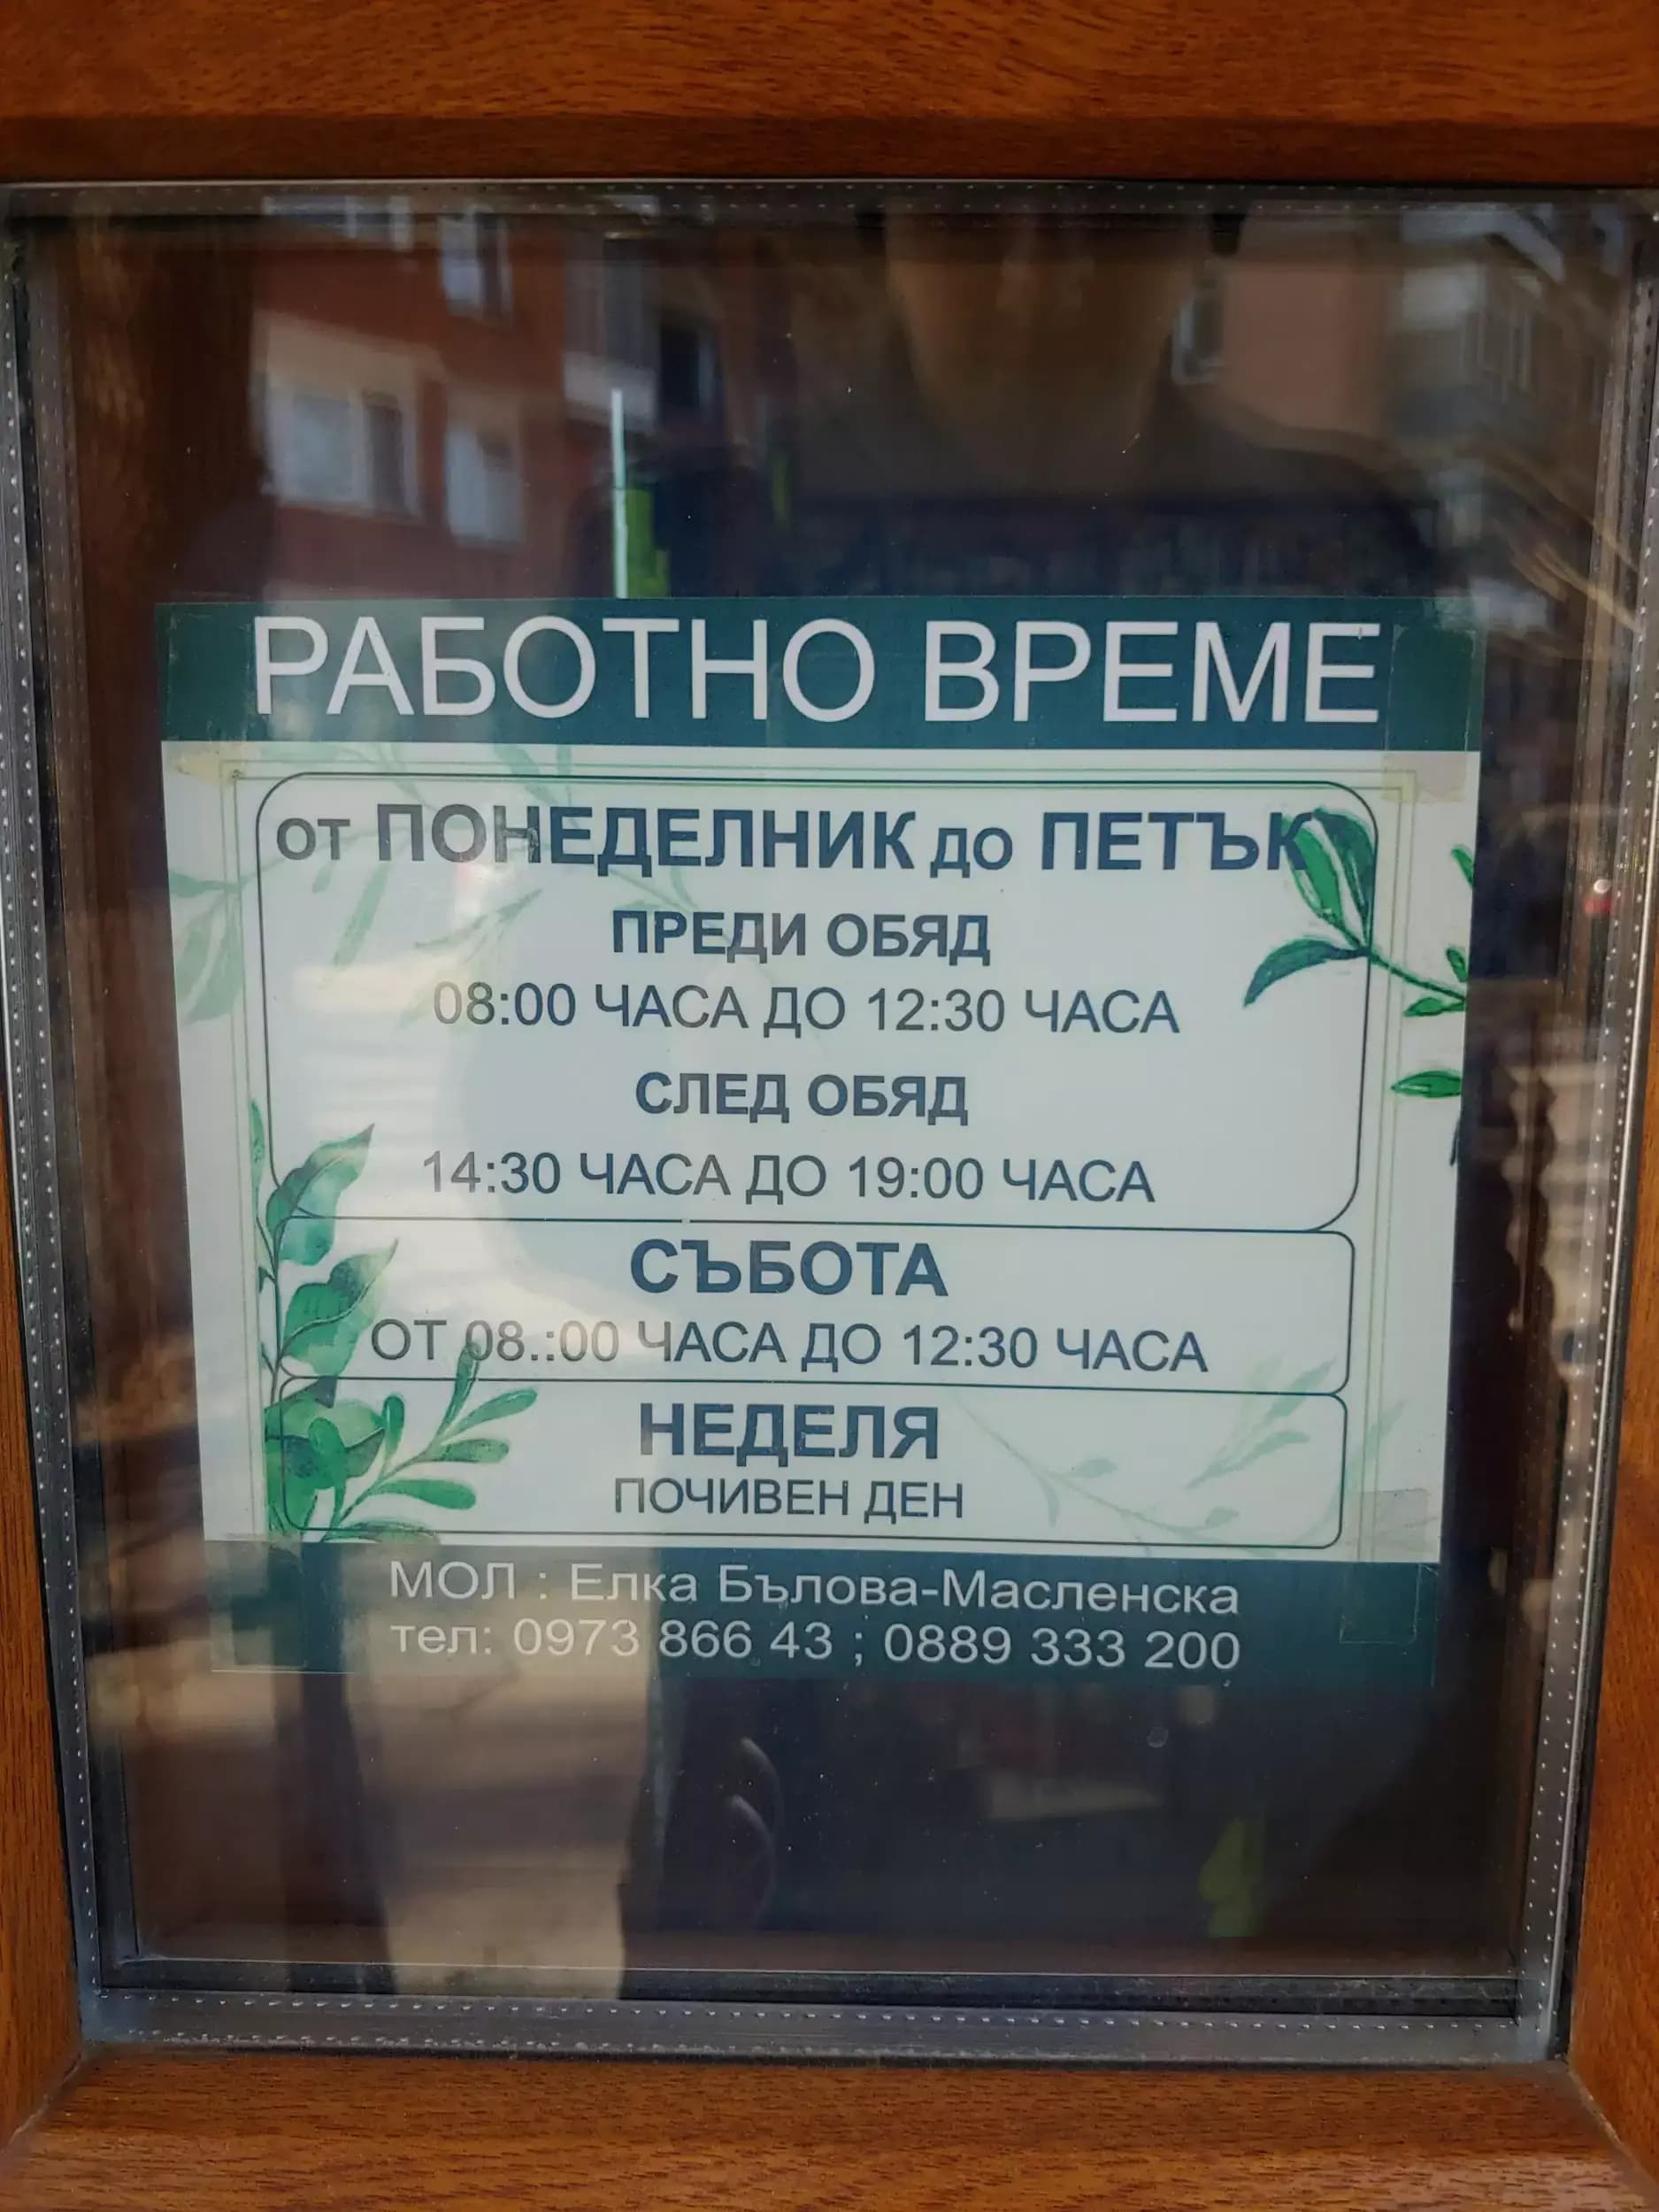 РАБОТНО ВРЕМЕ
от ПОНЕДЕЛНИК до ПЕТЪК
ПРЕДИ ОБЯД
08:00 ЧАСА ДО 12:30 ЧАСА
СЛЕД ОБЯД
14:30 ЧАСА ДО 19:00 ЧАСА
СЪБОТА
ОТ 08.:00 ЧАСА ДО 12:30 ЧАСА
НЕДЕЛЯ
ПОЧИВЕН ДЕН
МОЛ : Елка Бълова-Масленска
тел: 0973 866 43 ; 0889 333 200